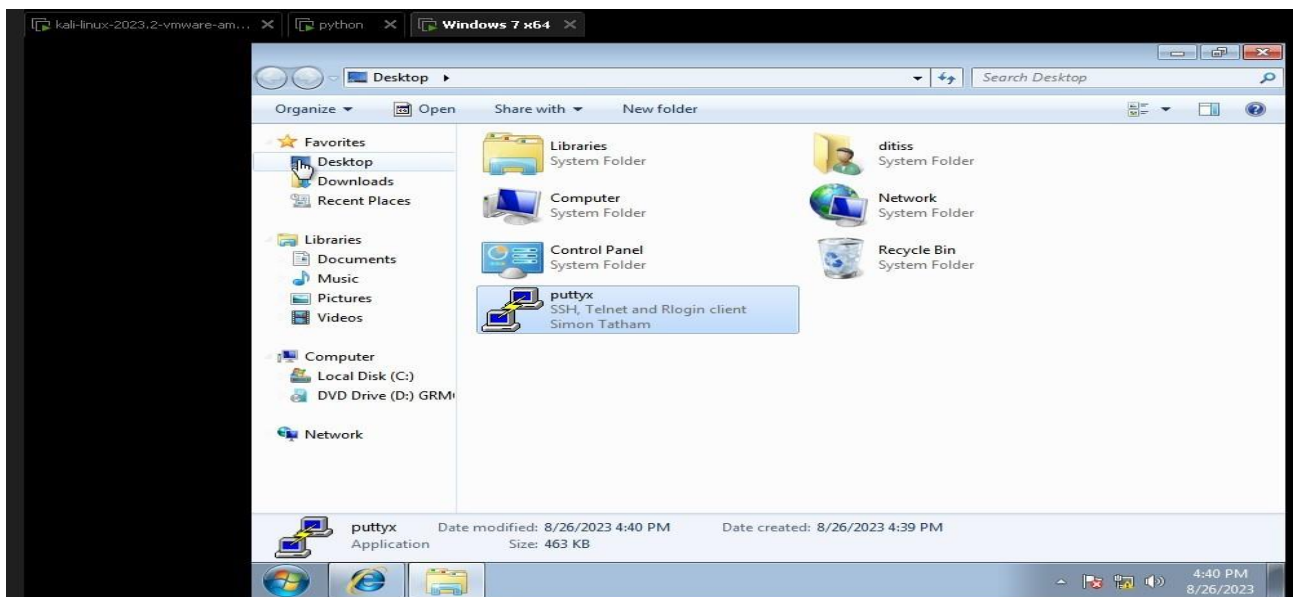 kali-linux-2023.2-vmware-am...
python
Windows 7 x64
Desktop
Search Desktop
Organize
Open
Share with
New folder
Favorites
Desktop
Downloads
Recent Places
Libraries
Documents
Music
Pictures
Videos
Computer
Local Disk (C:)
DVD Drive (D:) GRM
Network
Libraries
System Folder
ditiss
System Folder
Computer
System Folder
Network
System Folder
Control Panel
System Folder
Recycle Bin
System Folder
puttyx
SSH, Telnet and Rlogin client
Simon Tatham
puttyx Date modified: 8/26/2023 4:40 PM Date created: 8/26/2023 4:39 PM
Application Size: 463 KB
4:40 PM
8/26/2023